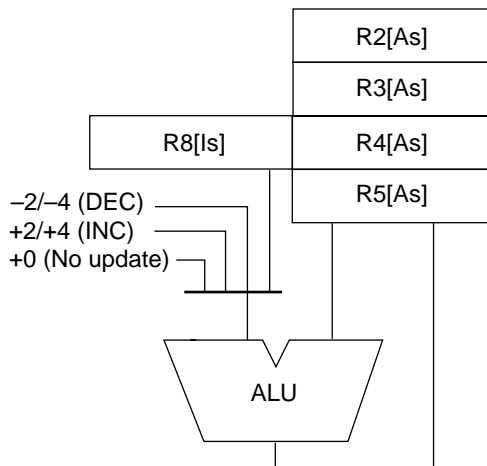 R2[As]
R3[As]
R8[Is] R4[As]
R5[As]
–2/–4 (DEC)
+2/+4 (INC)
+0 (No update)
ALU